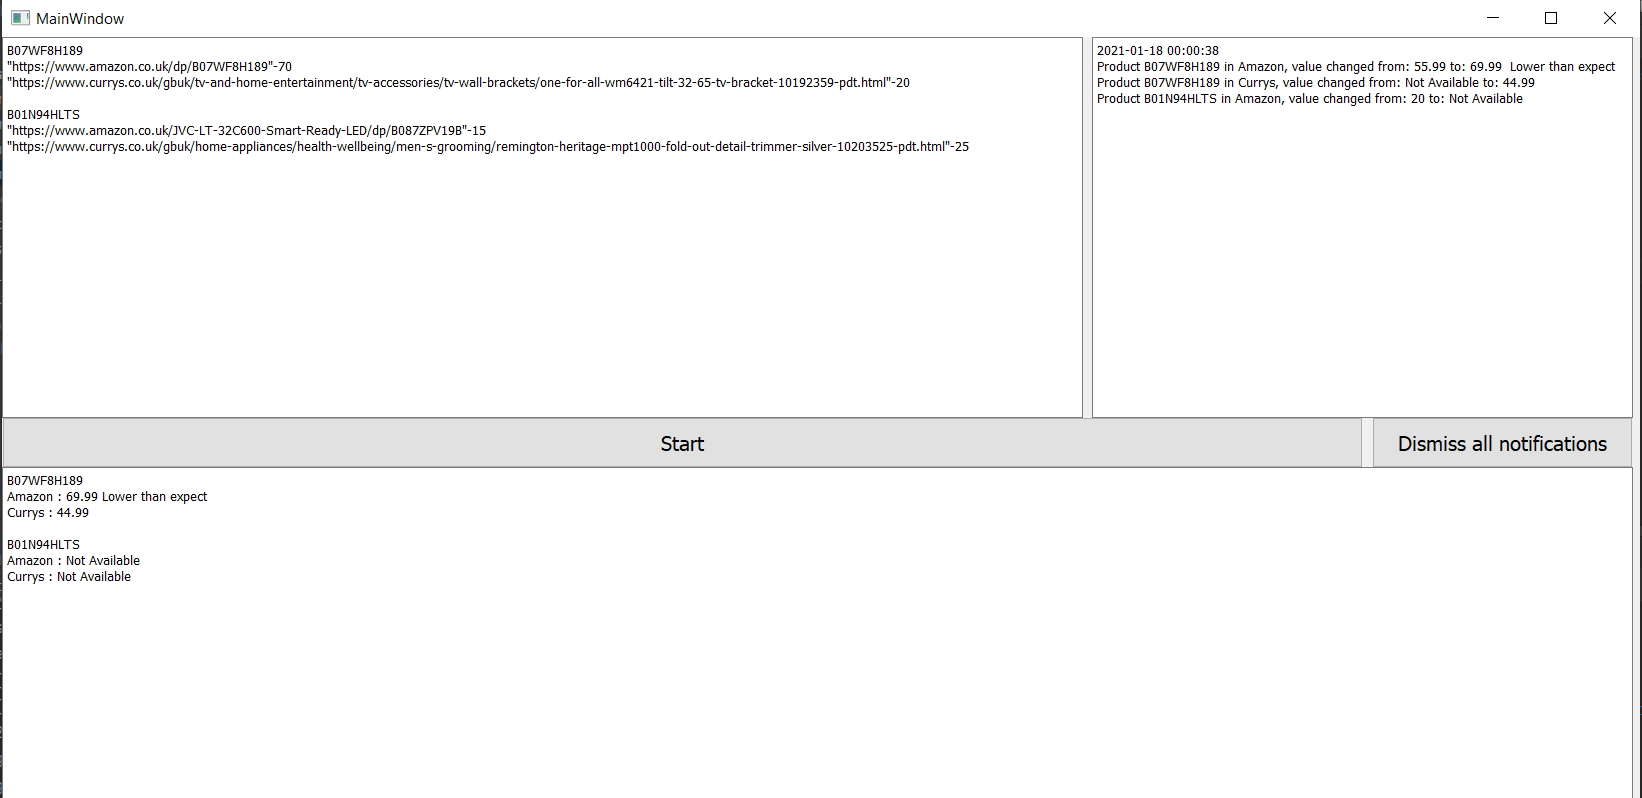 MainWindow
B07WF8H189
"https://www.amazon.co.uk/dp/B07WF8H189"-70
"https://www.currys.co.uk/gbuk/tv-and-home-entertainment/tv-accessories/tv-wall-brackets/one-for-all-wm6421-tilt-32-65-tv-bracket-10192359-pdt.html"-20
B01N94HLTS
"https://www.amazon.co.uk/JVC-LT-32C600-Smart-Ready-LED/dp/B087ZPV19B"-15
"https://www.currys.co.uk/gbuk/home-appliances/health-wellbeing/men-s-grooming/remington-heritage-mpt1000-fold-out-detail-trimmer-silver-10203525-pdt.html"-25
2021-01-18 00:00:38
Product B07WF8H189 in Amazon, value changed from: 55.99 to: 69.99  Lower than expect
Product B07WF8H189 in Currys, value changed from: Not Available to: 44.99
Product B01N94HLTS in Amazon, value changed from: 20 to: Not Available
Start
Dismiss all notifications
B07WF8H189
Amazon : 69.99 Lower than expect
Currys : 44.99
B01N94HLTS
Amazon : Not Available
Currys : Not Available